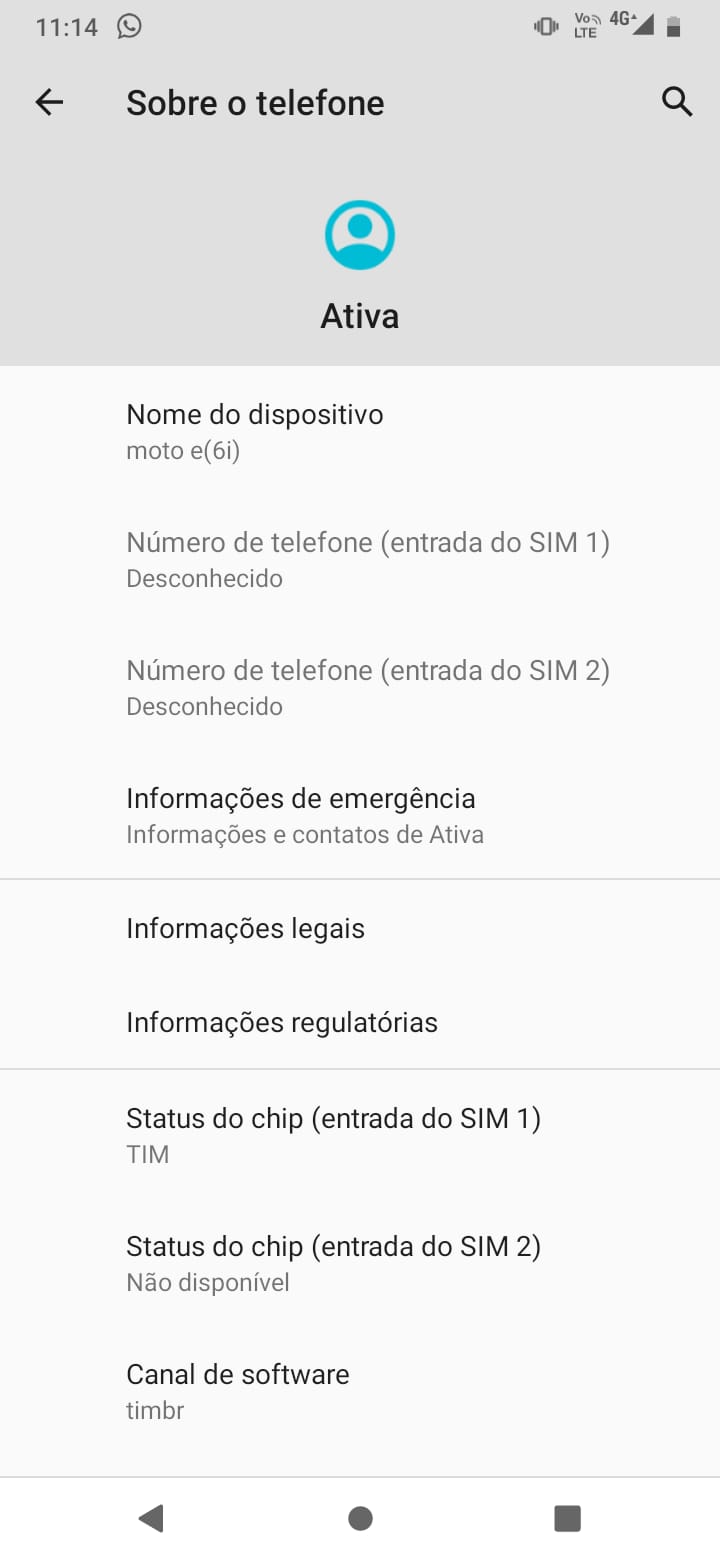 11:14
Vo LTE 4G
Sobre o telefone
Ativa
Nome do dispositivo
moto e(6i)
Número de telefone (entrada do SIM 1)
Desconhecido
Número de telefone (entrada do SIM 2)
Desconhecido
Informações de emergência
Informações e contatos de Ativa
Informações legais
Informações regulatórias
Status do chip (entrada do SIM 1)
TIM
Status do chip (entrada do SIM 2)
Não disponível
Canal de software
timbr